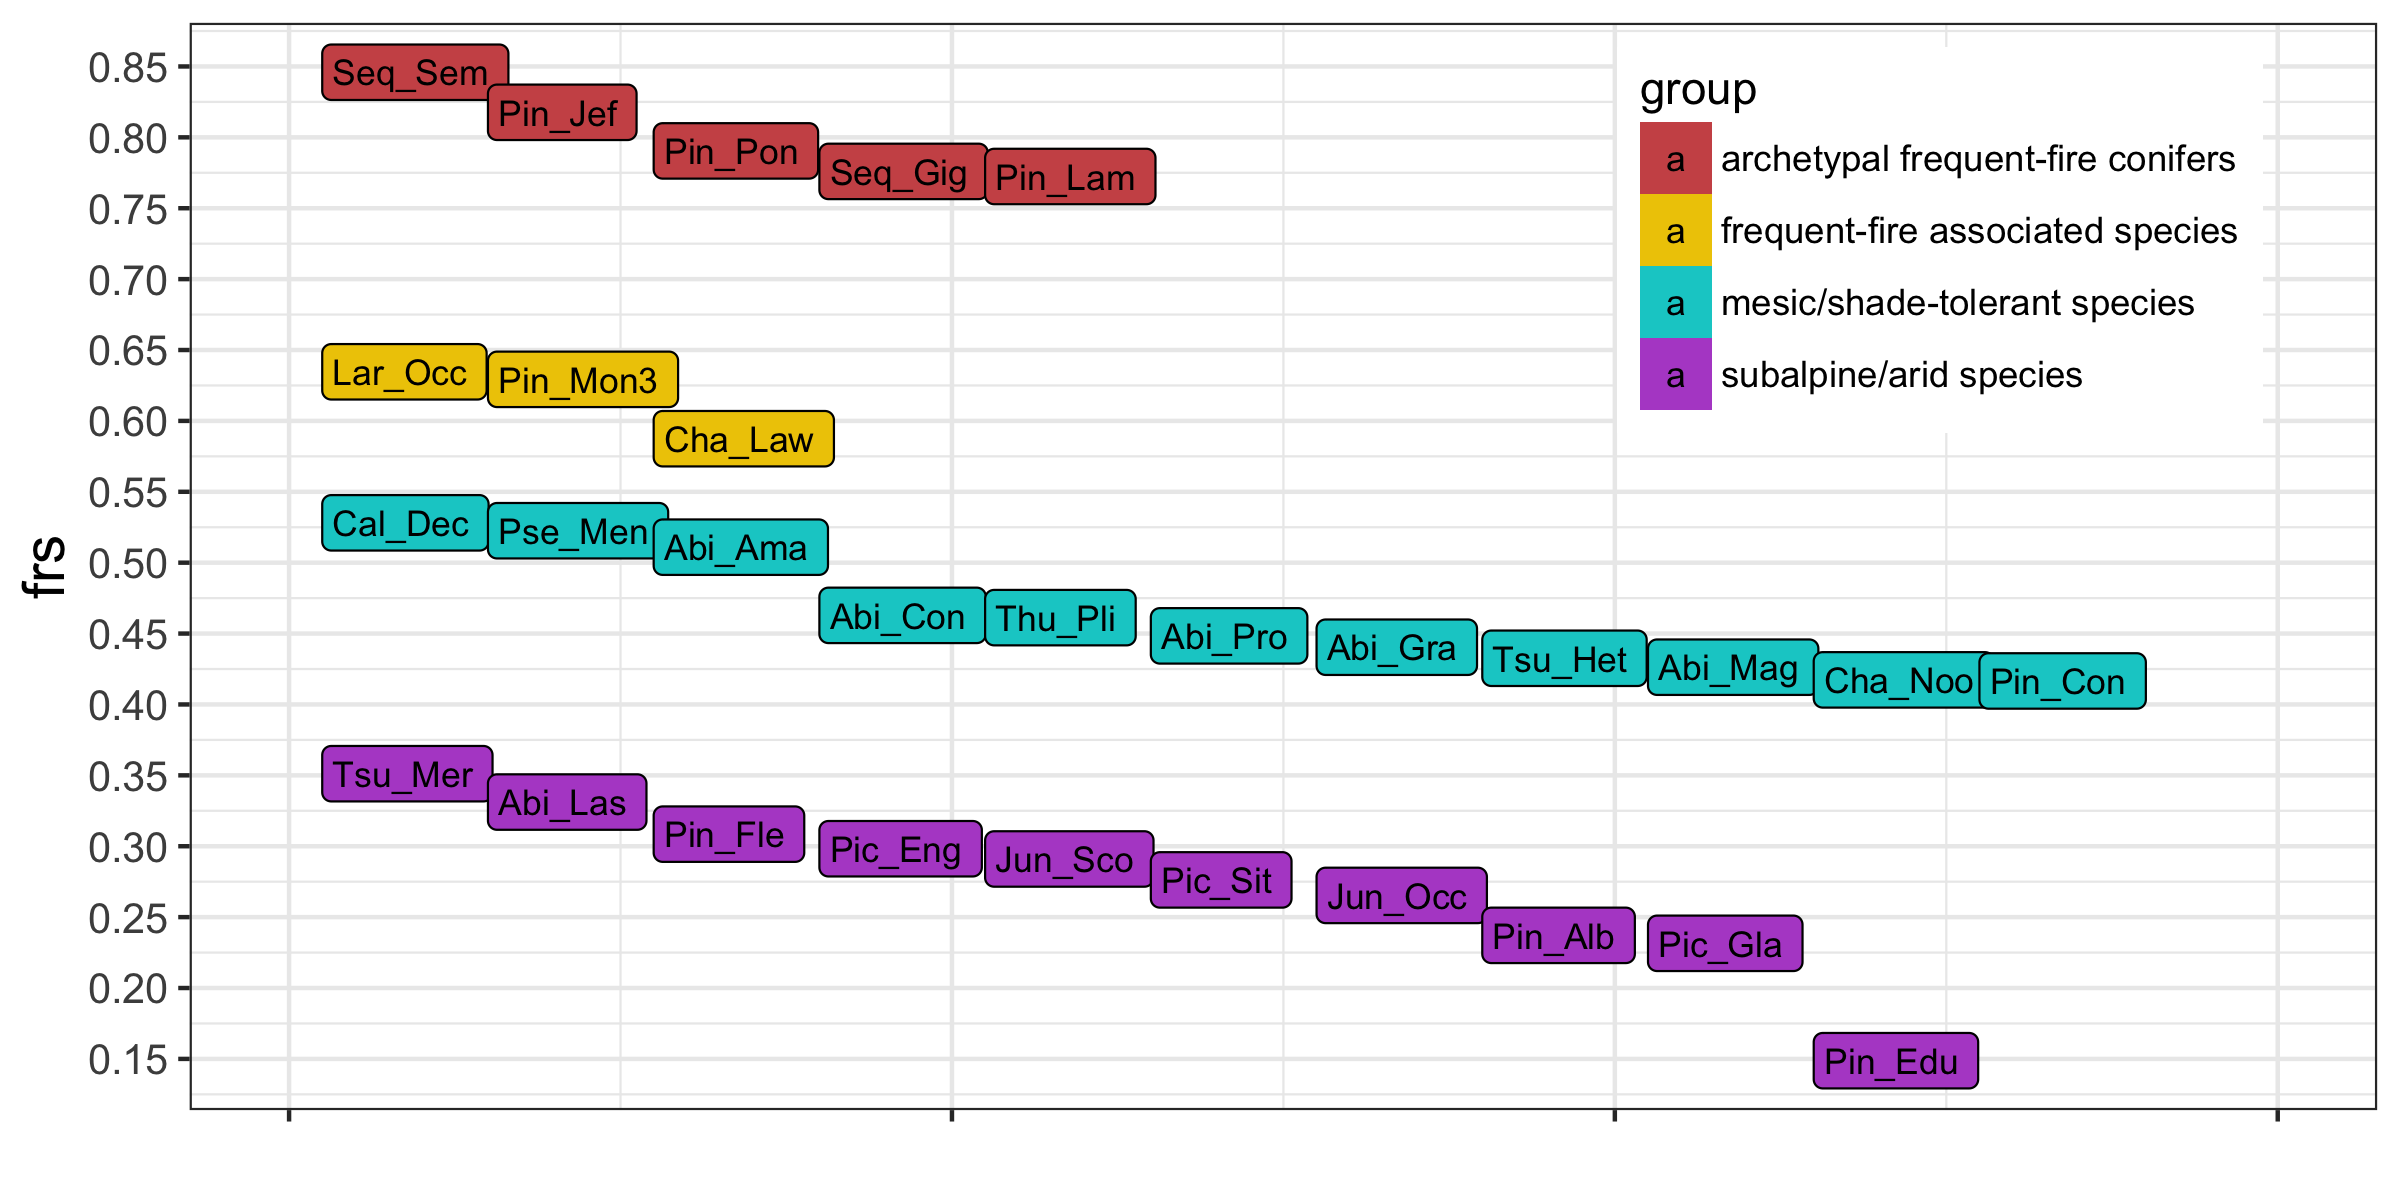 frs
0.85
0.80
0.75
0.70
0.65
0.60
0.55
0.50
0.45
0.40
0.35
0.30
0.25
0.20
0.15
group
a archetypal frequent-fire conifers
a frequent-fire associated species
a mesic/shade-tolerant species
a subalpine/arid species
Seq_Sem
Pin_Jef
Pin_Pon
Seq_Gig
Pin_Lam
Lar_Occ
Pin_Mon3
Cha_Law
Cal_Dec
Pse_Men
Abi_Ama
Abi_Con
Thu_Pli
Abi_Pro
Abi_Gra
Tsu_Het
Abi_Mag
Cha_Noo
Pin_Con
Tsu_Mer
Abi_Las
Pin_Fle
Pic_Eng
Jun_Sco
Pic_Sit
Jun_Occ
Pin_Alb
Pic_Gla
Pin_Edu